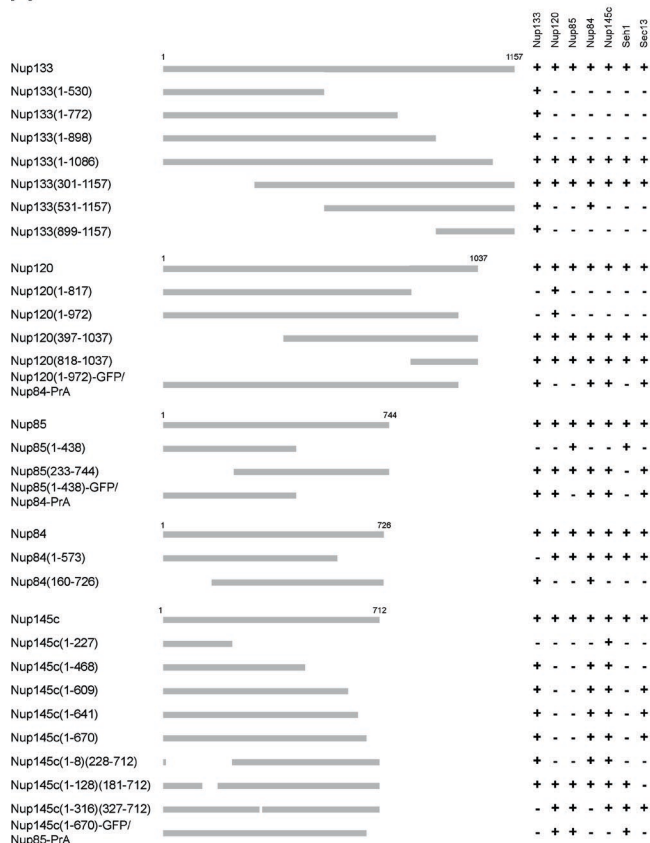 Nup133 Nup120 Nup85 Nup84 Nup145c Seh1 Sec13
1 1157
Nup133 + + + + + + +
Nup133(1-530) + - - - - - -
Nup133(1-772) + - - - - - -
Nup133(1-898) + - - - - - -
Nup133(1-1086) + + + + + + +
Nup133(301-1157) + + + + + + +
Nup133(531-1157) + - - + - - -
Nup133(899-1157) + - - - - - -
1 1037
Nup120 + + + + + + +
Nup120(1-817) - + - - - - -
Nup120(1-972) - + - - - - -
Nup120(397-1037) + + + + + + +
Nup120(818-1037) + + + + + + +
Nup120(1-972)-GFP/
Nup84-PrA + - - + + - +
1 744
Nup85 + + + + + + +
Nup85(1-438) - - + - - + -
Nup85(233-744) + + + + + - +
Nup85(1-438)-GFP/
Nup84-PrA + + - + + - +
1 726
Nup84 + + + + + + +
Nup84(1-573) - + + + + + +
Nup84(160-726) + - - + - - -
1 712
Nup145c + + + + + + +
Nup145c(1-227) - - - - + - -
Nup145c(1-468) + - - + + - -
Nup145c(1-609) + - - + + - +
Nup145c(1-641) + - - + + - +
Nup145c(1-670) + - - + + - +
Nup145c(1-8)(228-712) + - - + + - -
Nup145c(1-128)(181-712) + + + + + + -
Nup145c(1-316)(327-712) - + + - + + +
Nup145c(1-670)-GFP/
Nup85-PrA - + + - - + -